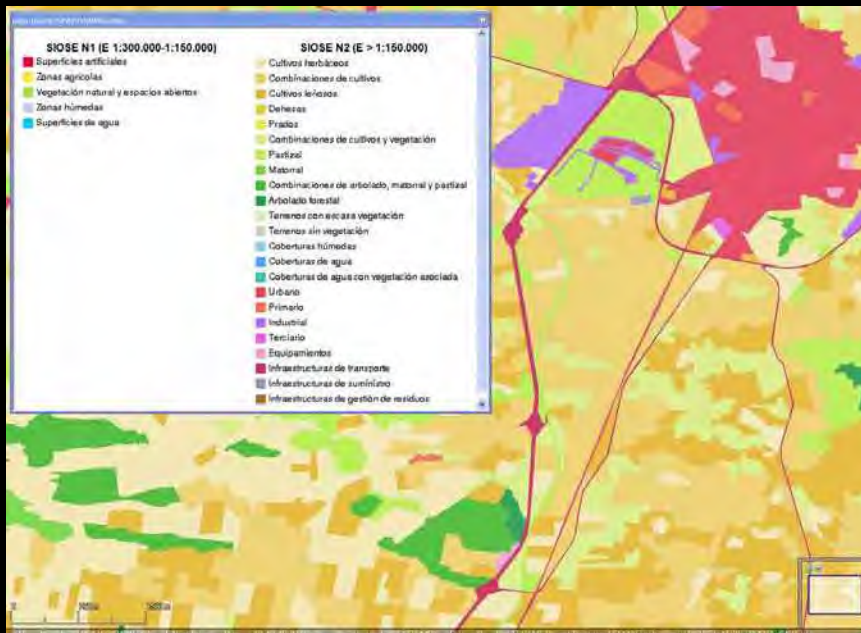 SIOSE N1 (E 1:300.000-1:150.000)
Superficies artificiales
Zonas agrícolas
Vegetación natural y espacios abiertos
Zonas húmedas
Superficies de agua
SIOSE N2 (E > 1:150.000)
Cultivos herbáceos
Combinaciones de cultivos
Cultivos leñosos
Dehesas
Prados
Combinaciones de cultivos y vegetación
Pastizal
Matorral
Combinaciones de arbolado, matorral y pastizal
Arbolado forestal
Terrenos con escasa vegetación
Terrenos sin vegetación
Coberturas húmedas
Coberturas de agua
Coberturas de agua con vegetación asociada
Urbano
Primario
Industrial
Terciario
Equipamientos
Infraestructuras de transporte
Infraestructuras de suministro
Infraestructuras de gestión de residuos